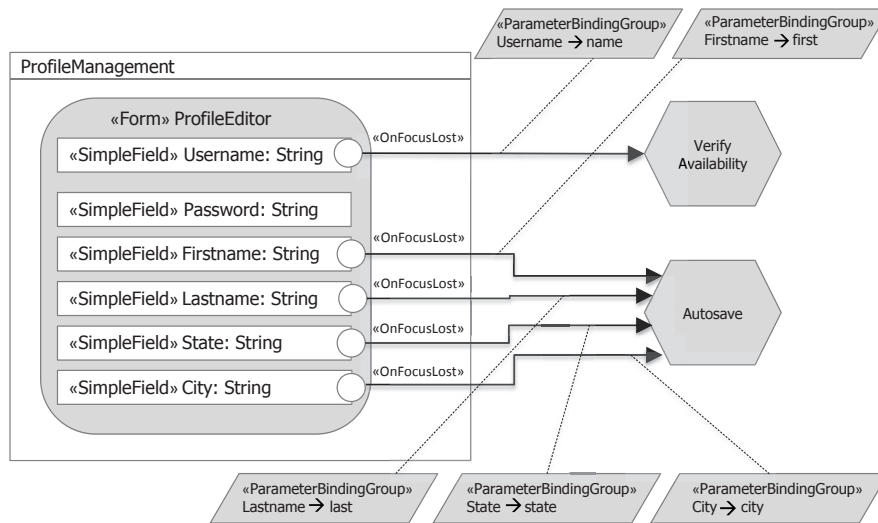 «ParameterBindingGroup»
Username → name
«ParameterBindingGroup»
Firstname → first
ProfileManagement
«Form» ProfileEditor
«SimpleField» Username: String
«OnFocusLost»
Verify
Availability
«SimpleField» Password: String
«SimpleField» Firstname: String
«OnFocusLost»
«SimpleField» Lastname: String
«OnFocusLost»
Autosave
«SimpleField» State: String
«OnFocusLost»
«SimpleField» City: String
«OnFocusLost»
«ParameterBindingGroup»
Lastname → last
«ParameterBindingGroup»
State → state
«ParameterBindingGroup»
City → city